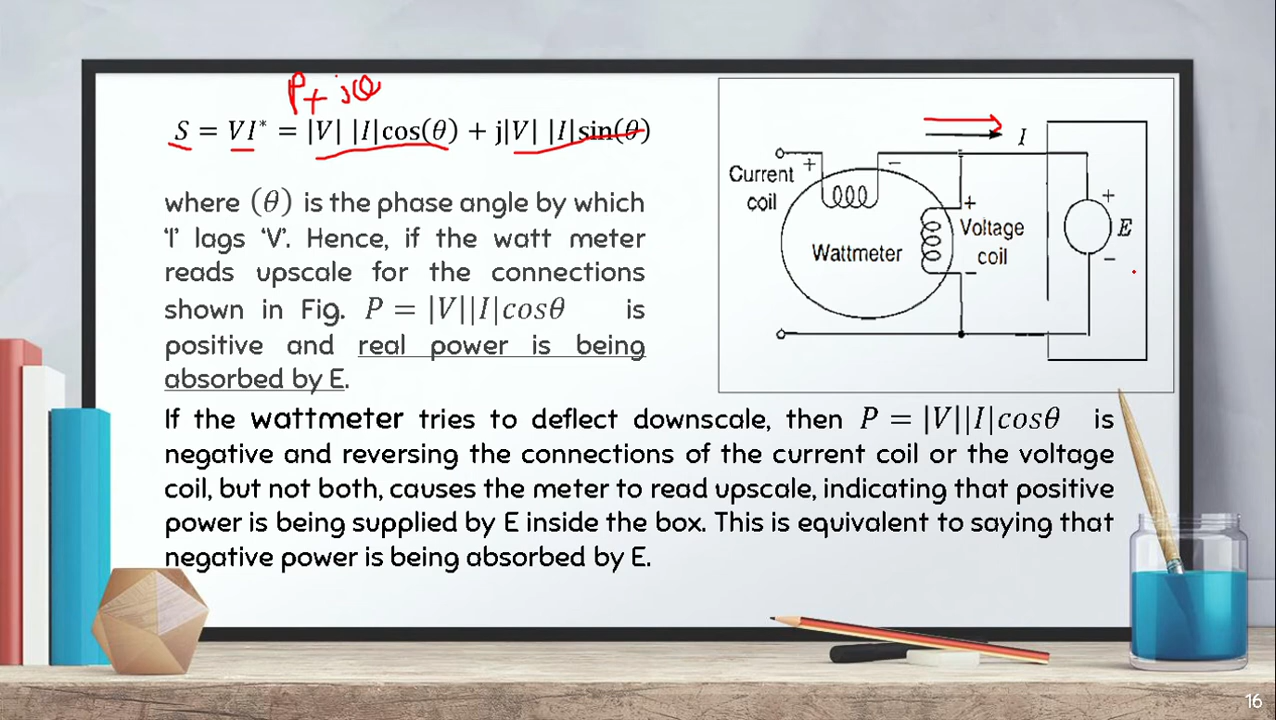 P + jQ
S = VI* = |V| |I|cos(θ) + j|V| |I|sin(θ)
where (θ) is the phase angle by which
‘I’ lags ‘V’. Hence, if the watt meter
reads upscale for the connections
shown in Fig. P = |V||I|cosθ is
positive and real power is being
absorbed by E.
I
Current
coil
+
−
+
Voltage
coil
−
Wattmeter
+
E
−
If the wattmeter tries to deflect downscale, then P = |V||I|cosθ is
negative and reversing the connections of the current coil or the voltage
coil, but not both, causes the meter to read upscale, indicating that positive
power is being supplied by E inside the box. This is equivalent to saying that
negative power is being absorbed by E.
16